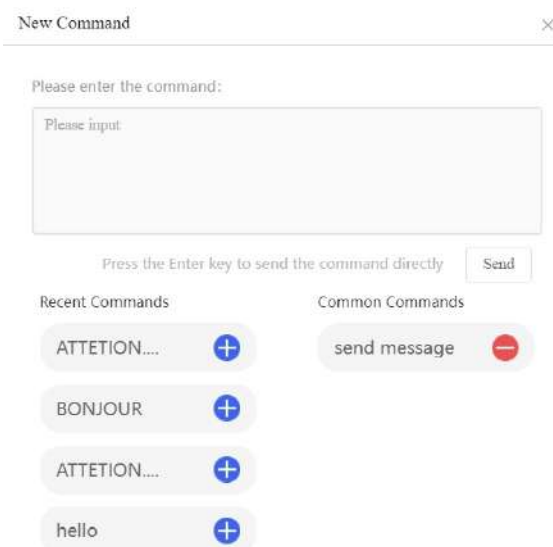 New Command
Please enter the command:
Please input
Press the Enter key to send the command directly
Send
Recent Commands
Common Commands
ATTETION....
send message
BONJOUR
ATTETION....
hello